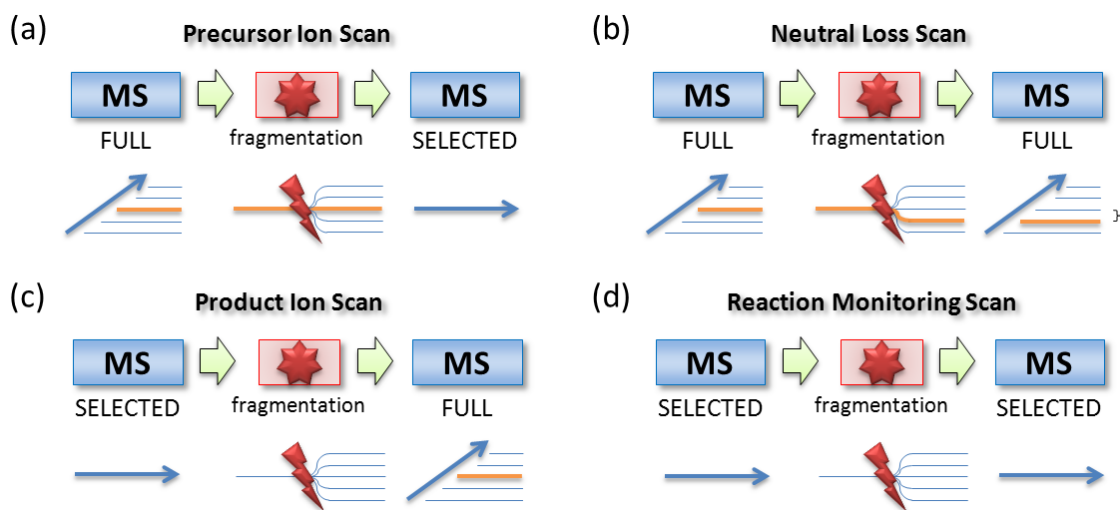 (a)
Precursor Ion Scan
MS
MS
FULL
fragmentation
SELECTED
(b)
Neutral Loss Scan
MS
MS
FULL
fragmentation
FULL
}
(c)
Product Ion Scan
MS
MS
SELECTED
fragmentation
FULL
(d)
Reaction Monitoring Scan
MS
MS
SELECTED
fragmentation
SELECTED